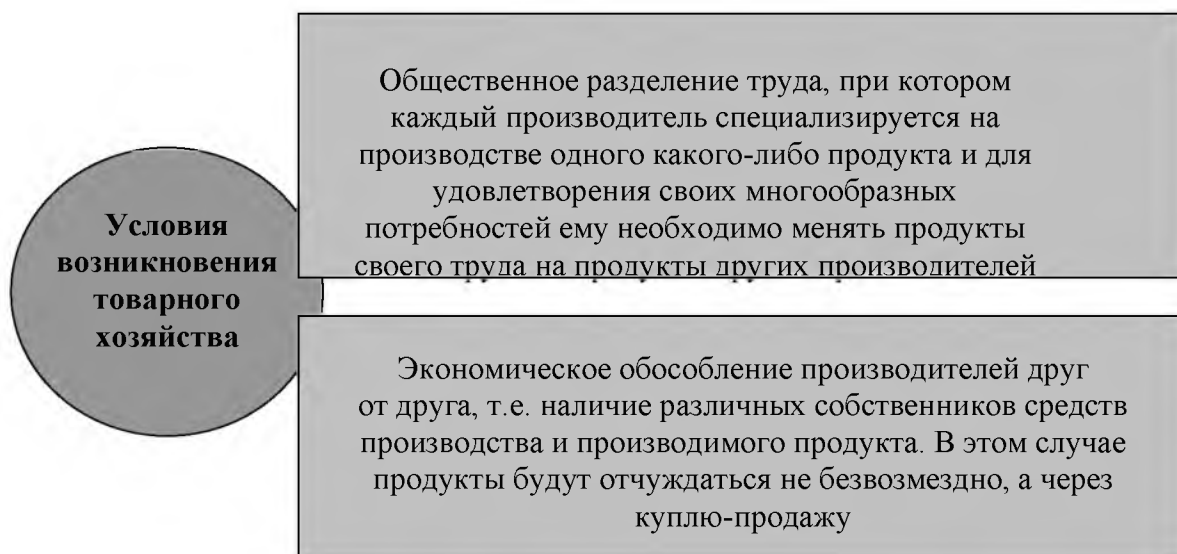 Условия
возникновения
товарного
хозяйства
Общественное разделение труда, при котором
каждый производитель специализируется на
производстве одного какого-либо продукта и для
удовлетворения своих многообразных
потребностей ему необходимо менять продукты
своего труда на продукты других производителей
Экономическое обособление производителей друг
от друга, т.е. наличие различных собственников средств
производства и производимого продукта. В этом случае
продукты будут отчуждаться не безвозмездно, а через
куплю-продажу